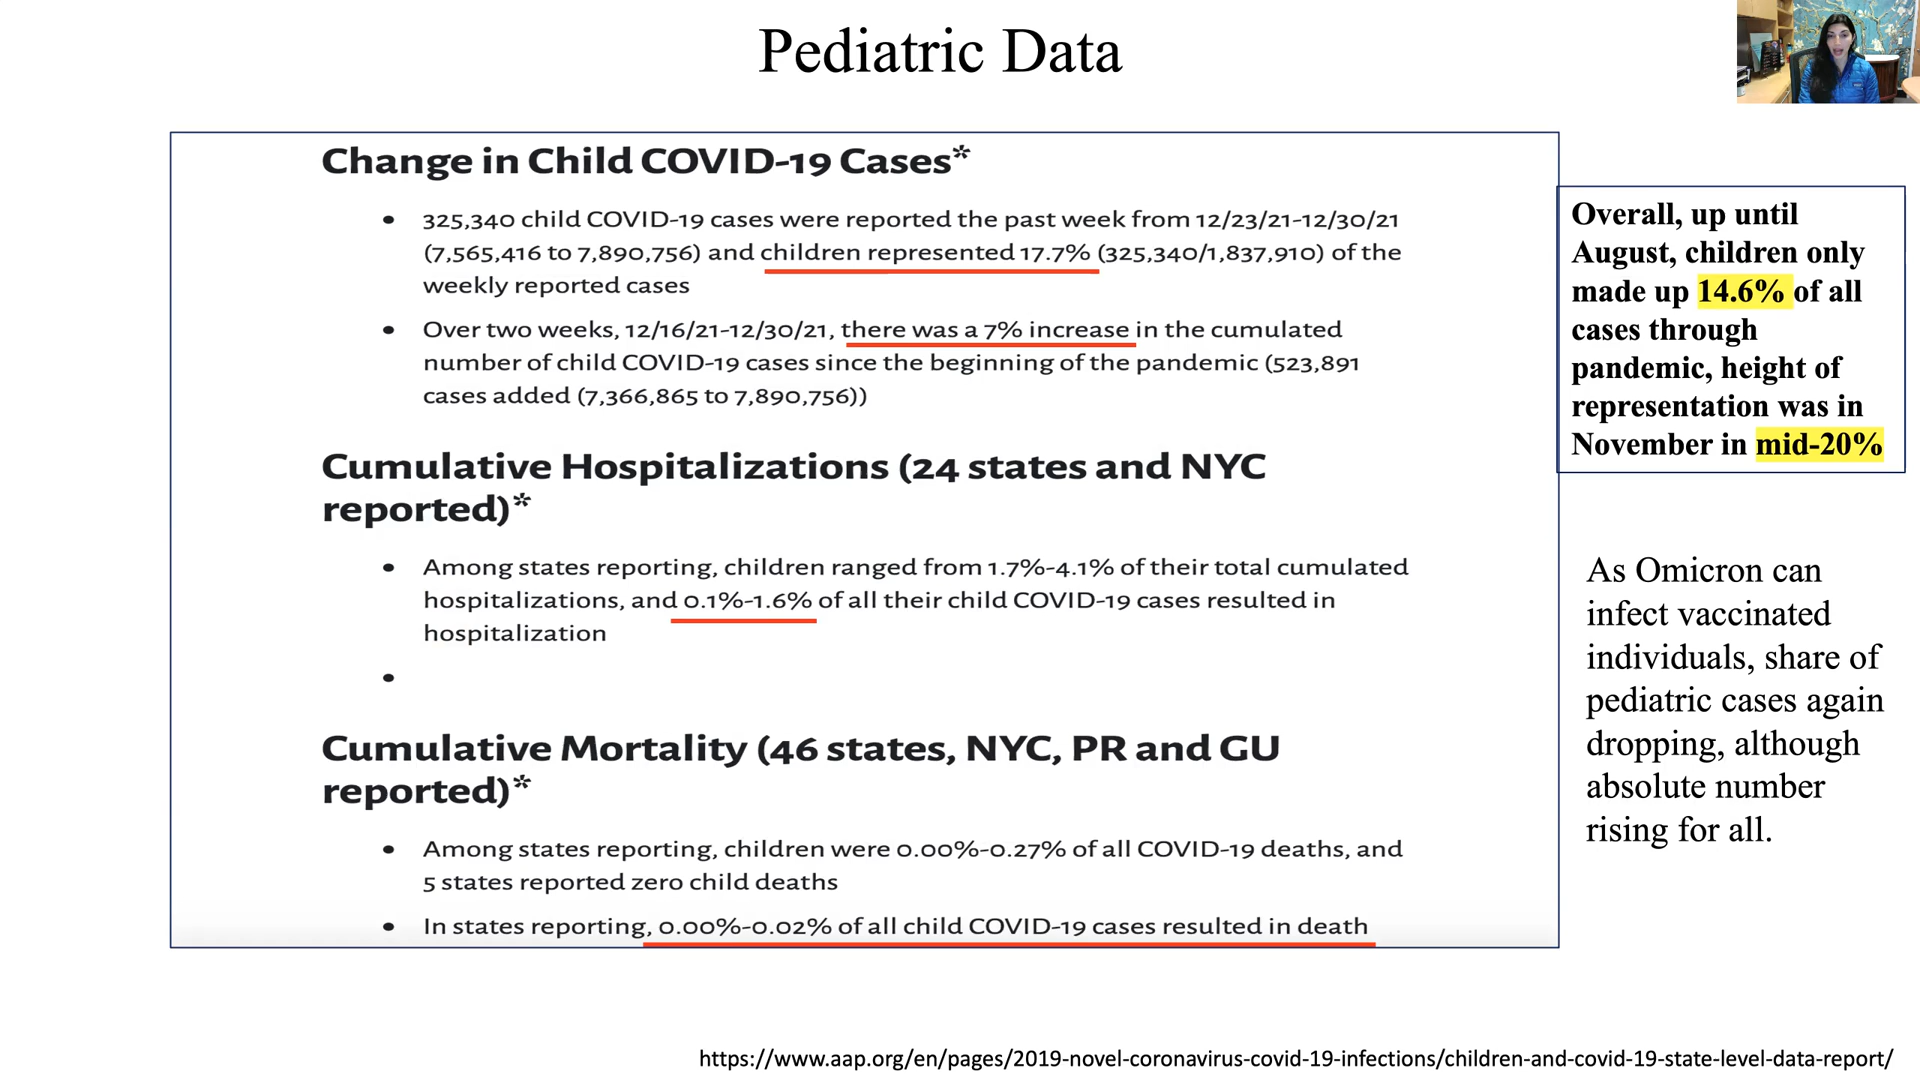 Pediatric Data
Change in Child COVID-19 Cases*
• 325,340 child COVID-19 cases were reported the past week from 12/23/21-12/30/21
(7,565,416 to 7,890,756) and children represented 17.7% (325,340/1,837,910) of the
weekly reported cases
• Over two weeks, 12/16/21-12/30/21, there was a 7% increase in the cumulated
number of child COVID-19 cases since the beginning of the pandemic (523,891
cases added (7,366,865 to 7,890,756))
Cumulative Hospitalizations (24 states and NYC
reported)*
• Among states reporting, children ranged from 1.7%-4.1% of their total cumulated
hospitalizations, and 0.1%-1.6% of all their child COVID-19 cases resulted in
hospitalization
•
Cumulative Mortality (46 states, NYC, PR and GU
reported)*
• Among states reporting, children were 0.00%-0.27% of all COVID-19 deaths, and
5 states reported zero child deaths
• In states reporting, 0.00%-0.02% of all child COVID-19 cases resulted in death
Overall, up until
August, children only
made up 14.6% of all
cases through
pandemic, height of
representation was in
November in mid-20%
As Omicron can
infect vaccinated
individuals, share of
pediatric cases again
dropping, although
absolute number
rising for all.
https://www.aap.org/en/pages/2019-novel-coronavirus-covid-19-infections/children-and-covid-19-state-level-data-report/